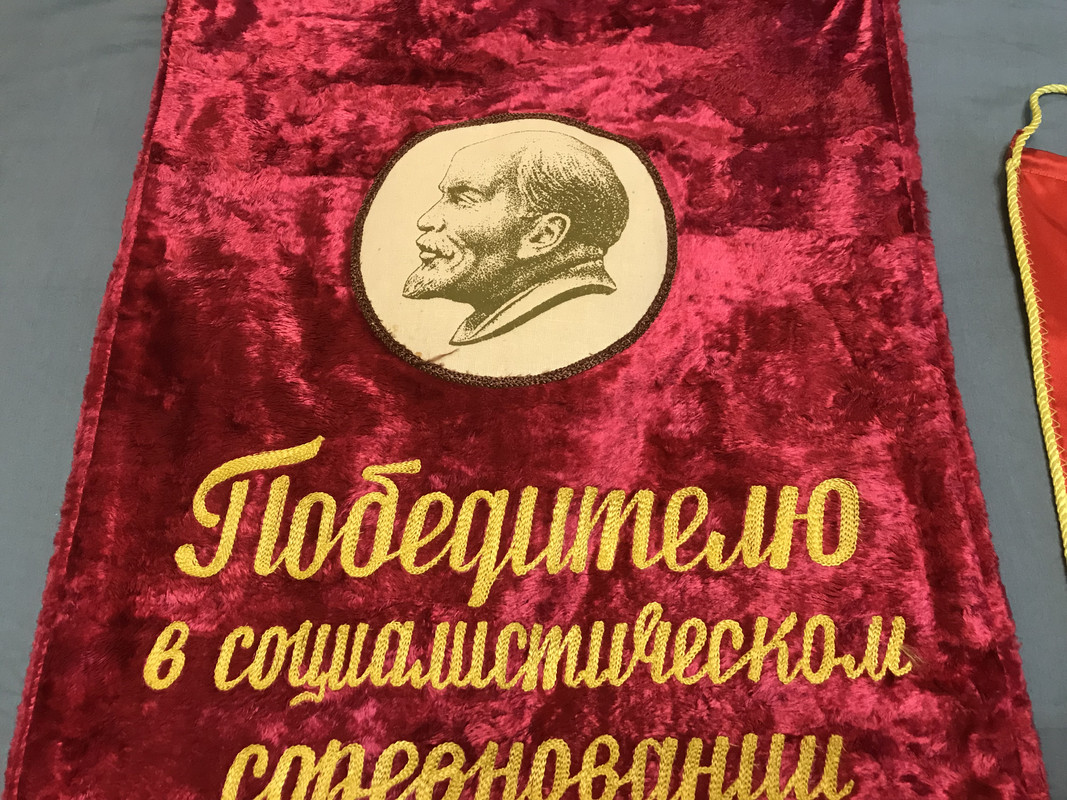 Победителю
в социалистическом
соревновании